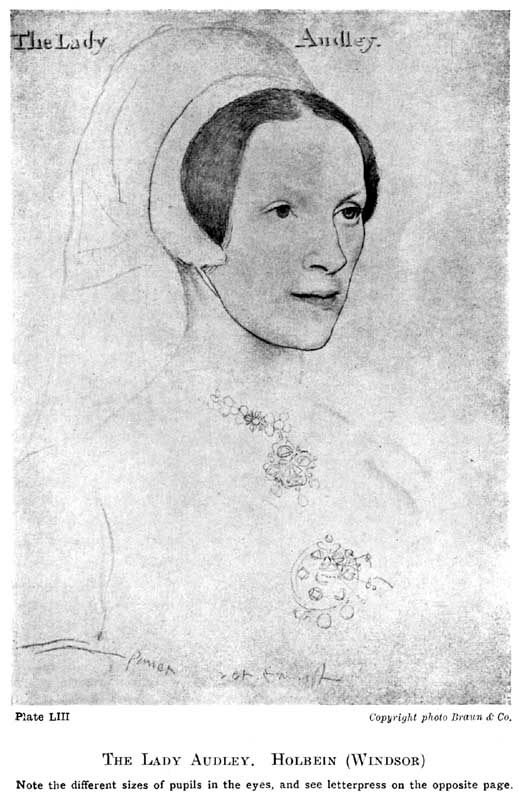 The Lady Audley.
Plate LIII Copyright photo Braun & Co.
THE LADY AUDLEY. HOLBEIN (WINDSOR)
Note the different sizes of pupils in the eyes, and see letterpress on the opposite page.